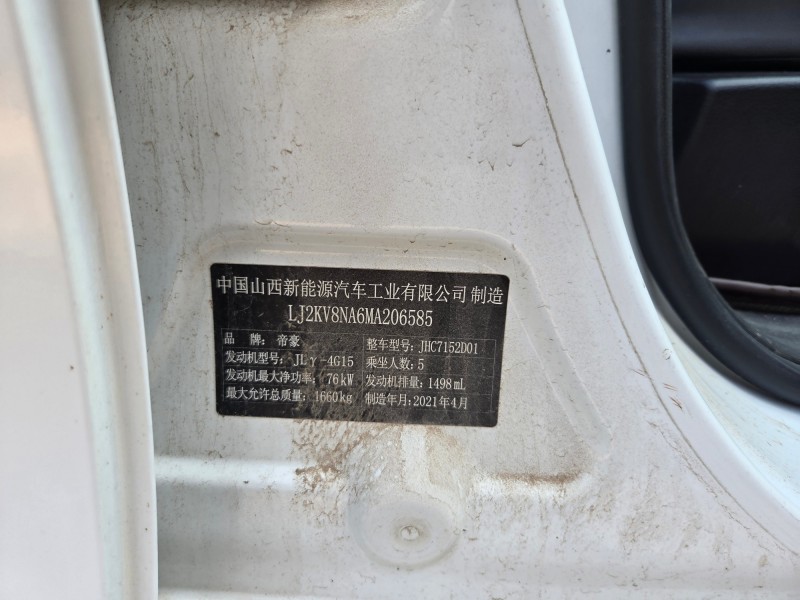 中国山西新能源汽车工业有限公司 制造
LJ2KV8NA6MA206585
品牌：帝豪 整车型号：JHC7152D01
发动机型号：JLγ-4G15 乘坐人数：5
发动机最大净功率：76kW 发动机排量：1498mL
最大允许总质量：1660kg 制造年月：2021年4月